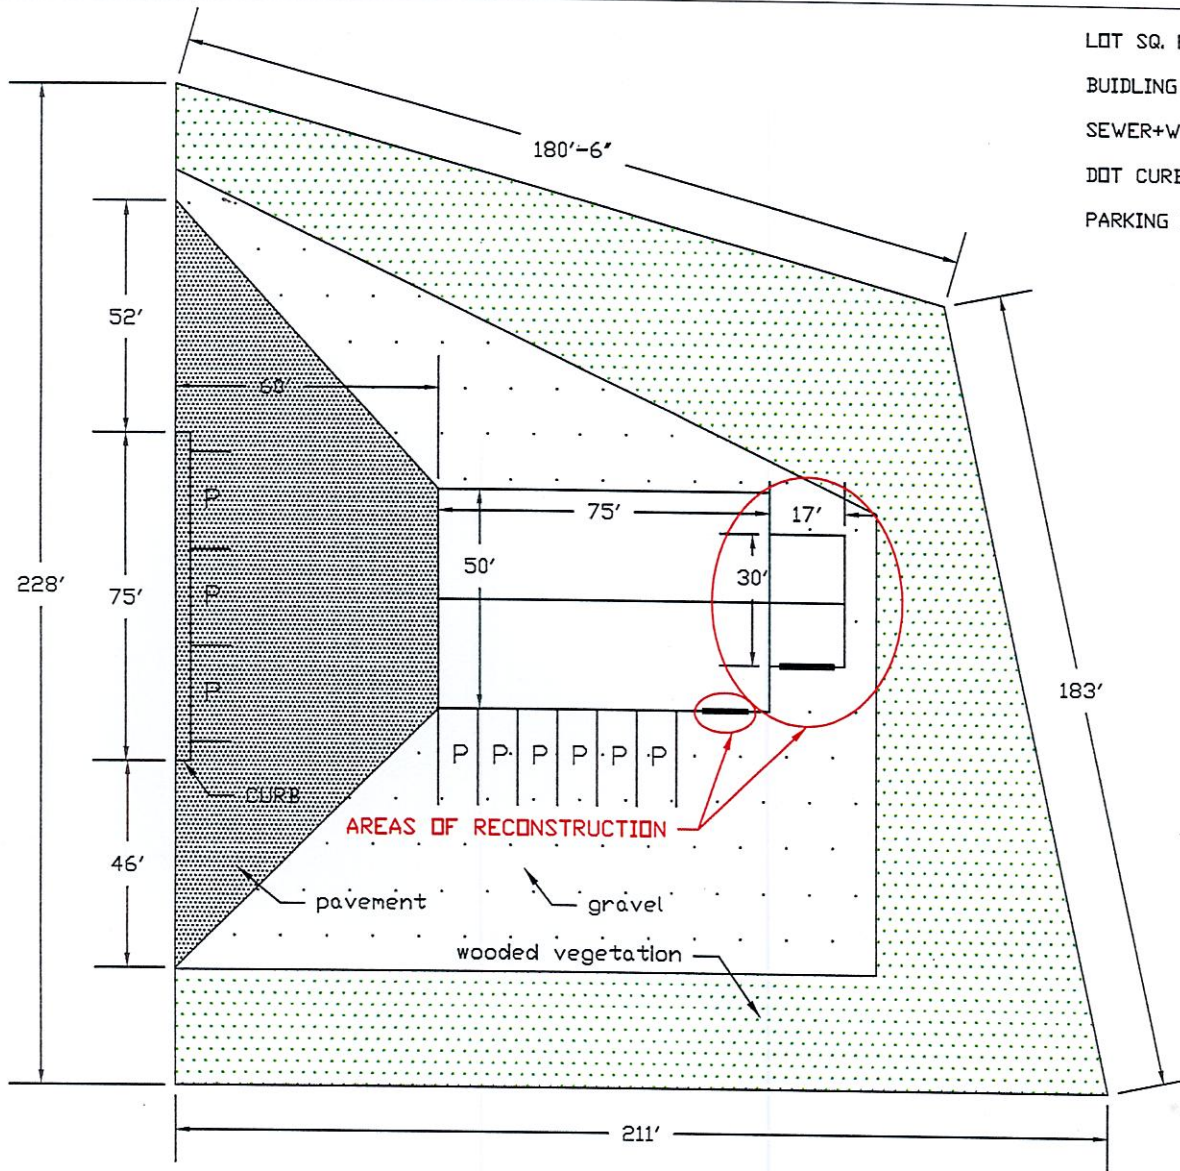 LOT SQ.
BUIDLING
SEWER+W
DOT CURB
PARKING
180'-6"
52'
60'
75'
17'
50'
30'
228'
75'
P
P
P
183'
P P P P P P
CURB
AREAS OF RECONSTRUCTION
46'
pavement
gravel
wooded vegetation
211'